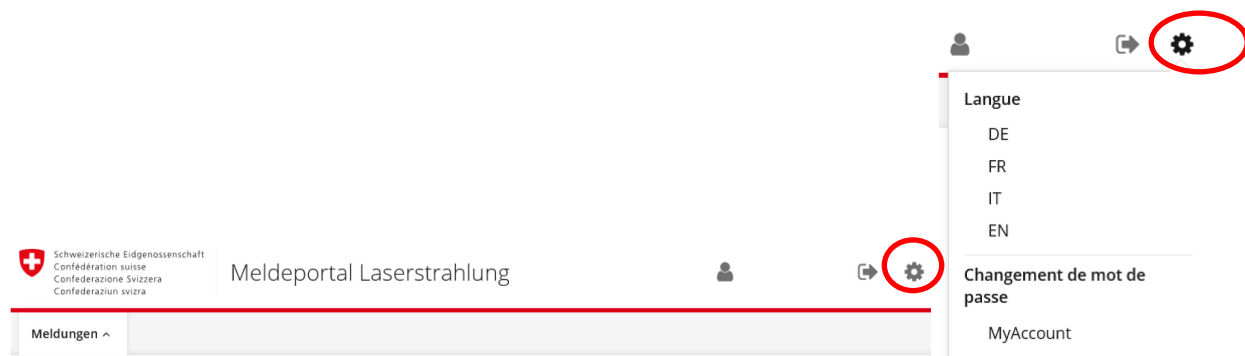 Schweizerische Eidgenossenschaft
Confédération suisse
Confederazione Svizzera
Confederaziun svizra
Meldeportal Laserstrahlung
Meldungen
Langue
DE
FR
IT
EN
Changement de mot de
passe
MyAccount